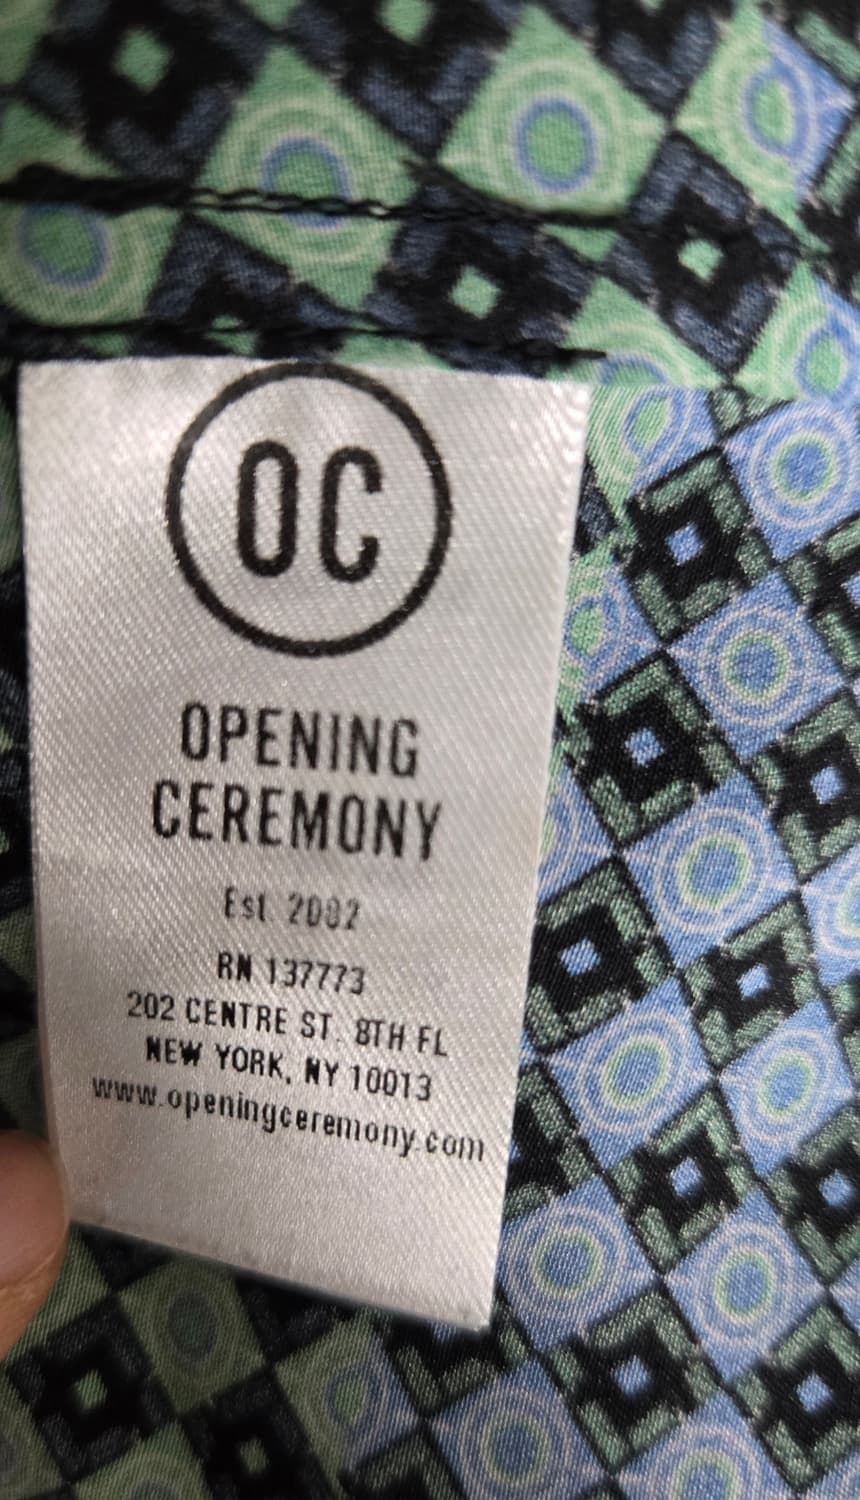 OC
OPENING
CEREMONY
Est. 2002
RN 137773
202 CENTRE ST. 8TH FL
NEW YORK, NY 10013
www.openingceremony.com